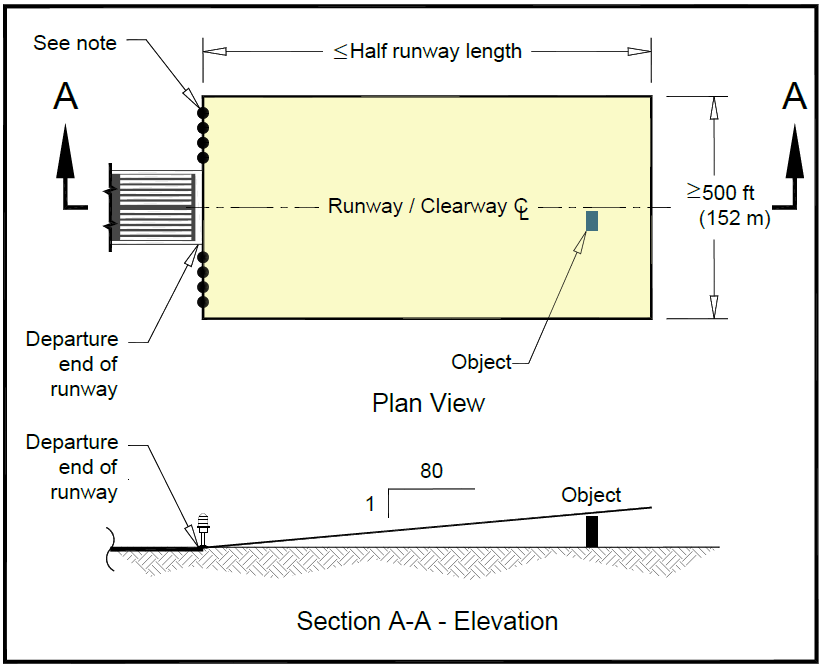 See note
≤Half runway length
A
A
≥500 ft
(152 m)
Runway / Clearway ℄
Departure
end of
runway
Object
Plan View
Departure
end of
runway
80
1
Object
Section A-A - Elevation